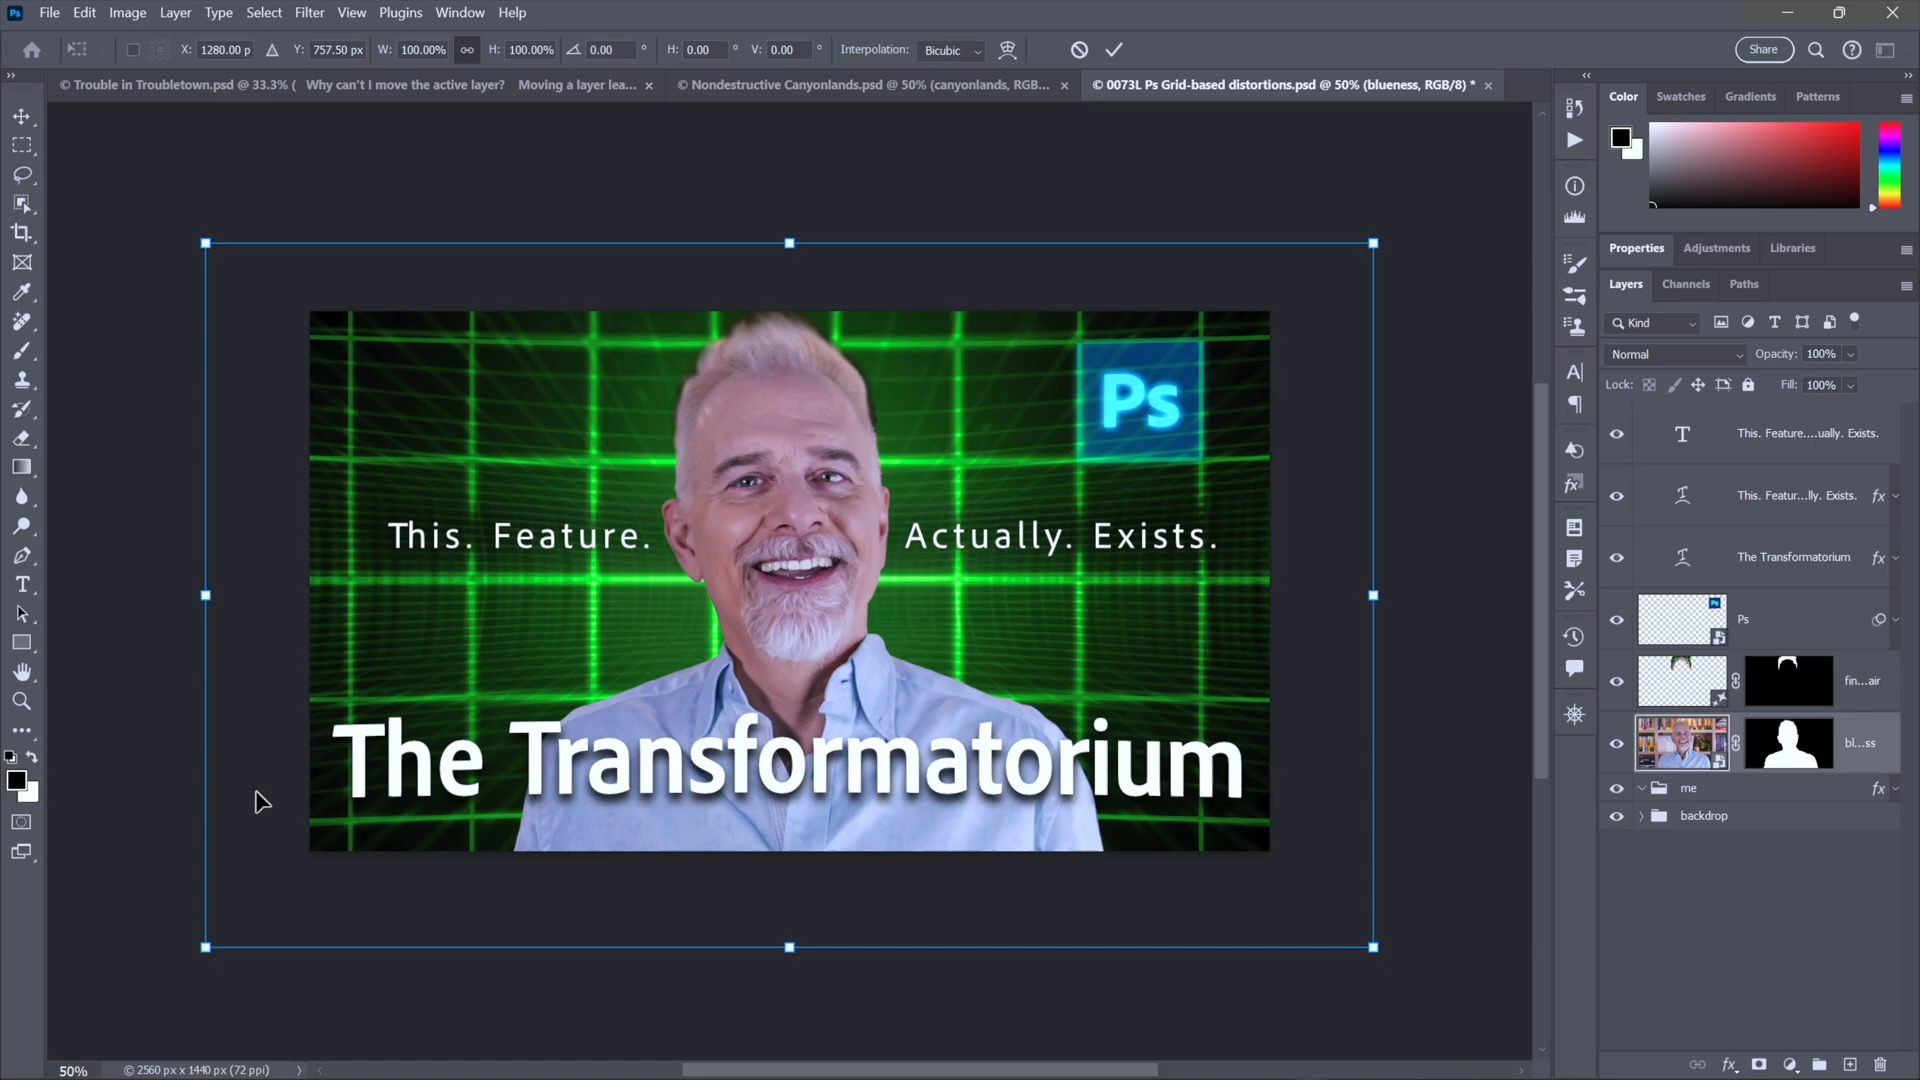 Ps File Edit Image Layer Type Select Filter View Plugins Window Help
X: 1280.00 p Y: 757.50 px W: 100.00% H: 100.00% 0.00 ° H: 0.00 ° V: 0.00 ° Interpolation: Bicubic Share
© Trouble in Troubletown.psd @ 33.3% ( Why can't I move the active layer? Moving a layer lea... × © Nondestructive Canyonlands.psd @ 50% (canyonlands, RGB... × © 0073L Ps Grid-based distortions.psd @ 50% (blueness, RGB/8) * ×
Color Swatches Gradients Patterns
Properties Adjustments Libraries
Layers Channels Paths
Kind
Normal Opacity: 100%
Lock: Fill: 100%
This. Feature....ually. Exists.
This. Featur...lly. Exists. fx
The Transformatorium fx
Ps
fin...air
bl...ss
me fx
backdrop
Ps
This. Feature. Actually. Exists.
The Transformatorium
50% © 2560 px x 1440 px (72 ppi)